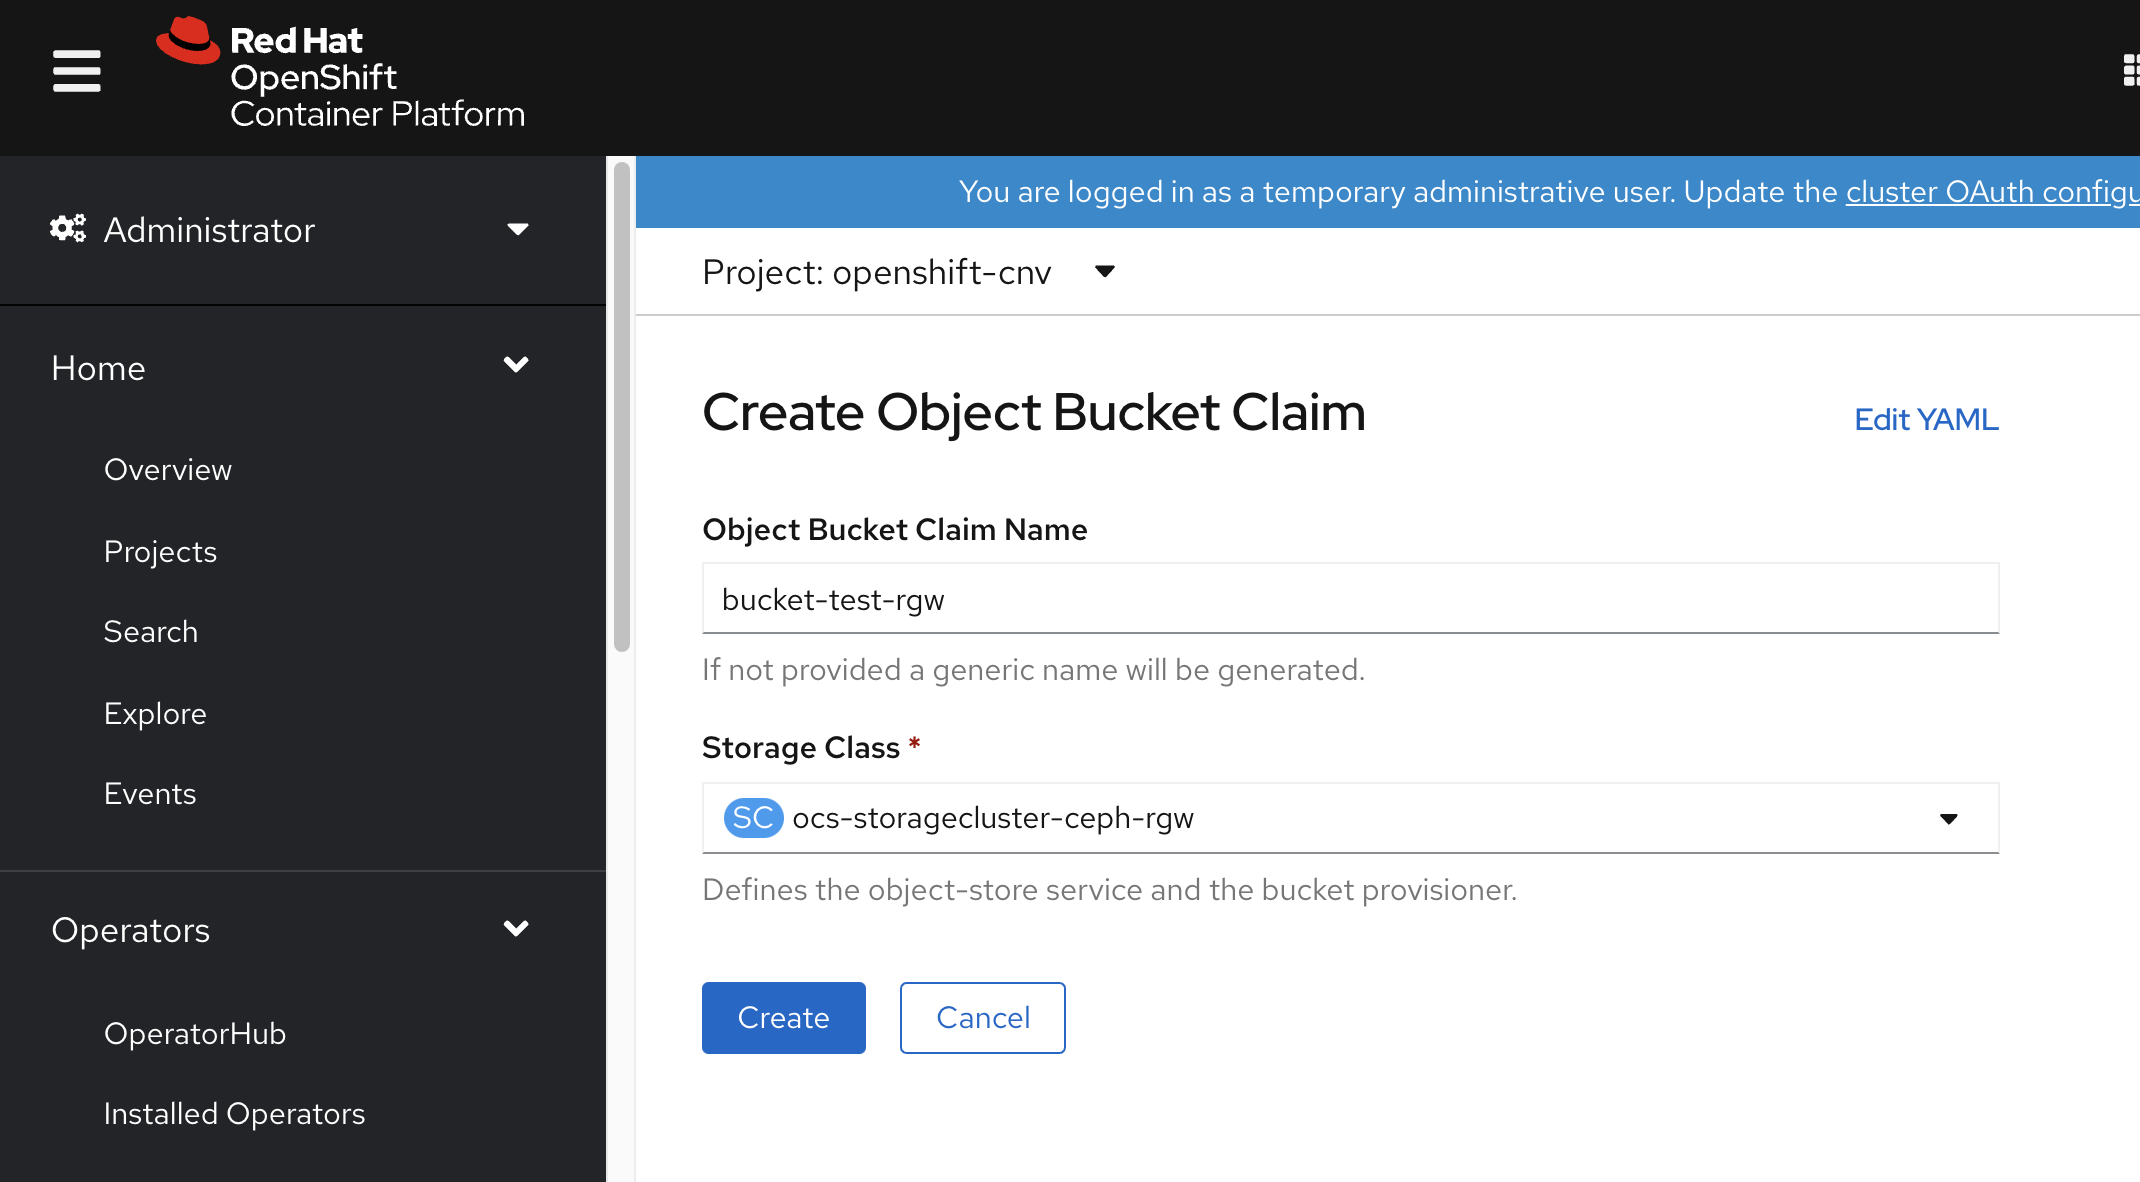 Red Hat
OpenShift
Container Platform
You are logged in as a temporary administrative user. Update the cluster OAuth
Administrator
Project: openshift-cnv
Home
Overview
Projects
Search
Explore
Events
Operators
OperatorHub
Installed Operators
Create Object Bucket Claim
Edit YAML
Object Bucket Claim Name
bucket-test-rgw
If not provided a generic name will be generated.
Storage Class *
SC ocs-storagecluster-ceph-rgw
Defines the object-store service and the bucket provisioner.
Create
Cancel